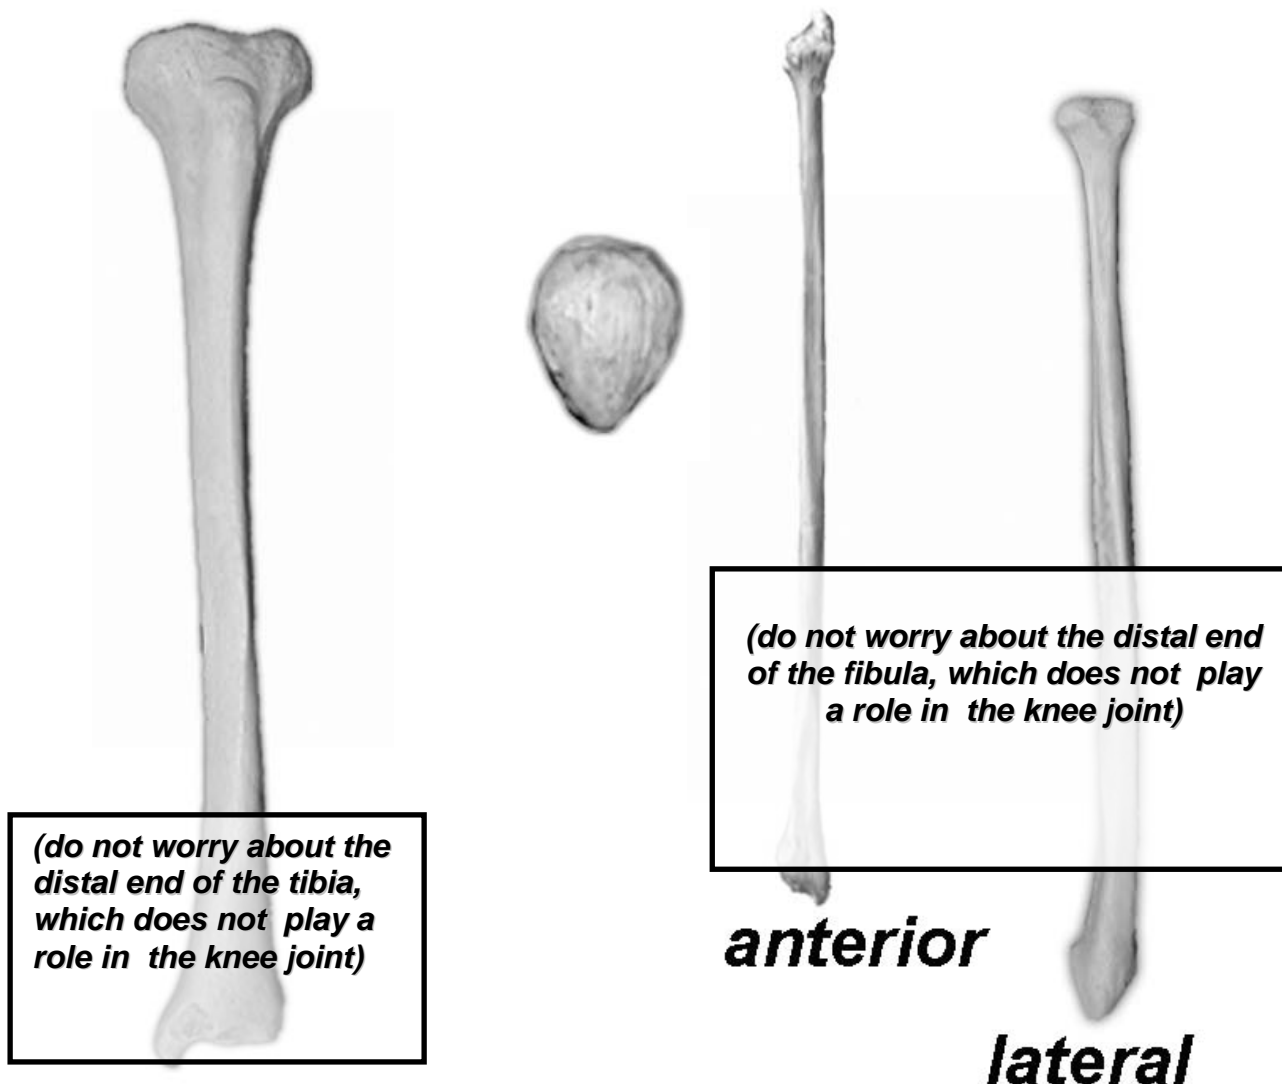 (do not worry about the distal end
of the fibula, which does not play
a role in the knee joint)
(do not worry about the
distal end of the tibia,
which does not play a
role in the knee joint)
anterior
lateral